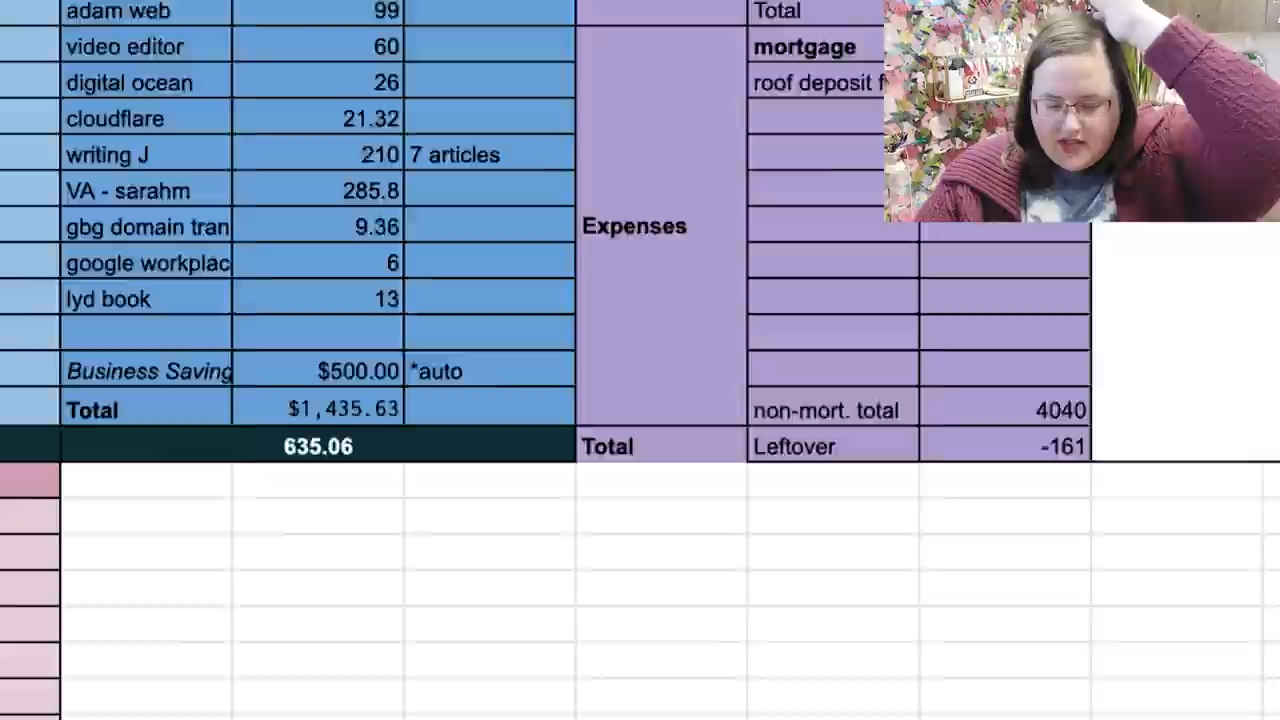 adam web 99 Total
video editor 60 mortgage
digital ocean 26 roof deposit
cloudflare 21.32
writing J 210 7 articles
VA - sarahm 285.8
gbg domain tran 9.36 Expenses
google workplac 6
lyd book 13
Business Saving $500.00 *auto
Total $1,435.63 non-mort. total 4040
635.06 Total Leftover -161